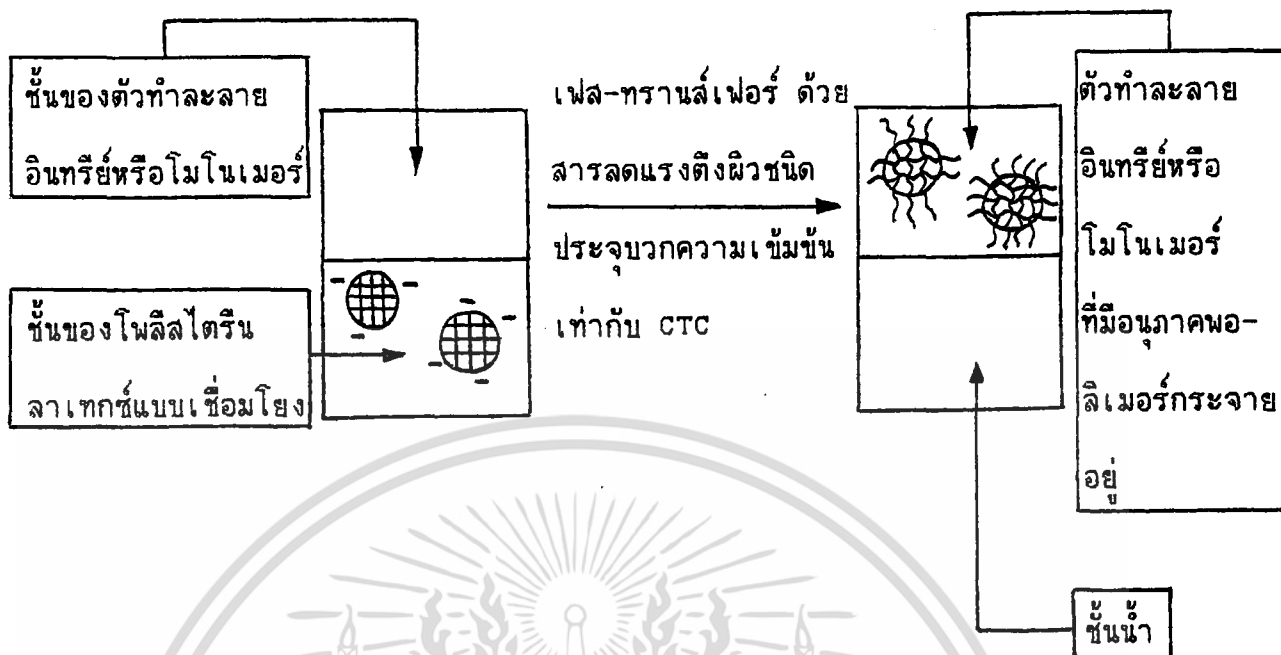 ชั้นของตัวทำละลาย
อินทรีย์หรือโมโนเมอร์
ชั้นของโพลีสไตรีน
ลาเทกซ์แบบเชื่อมโยง
เฟส-ทรานส์เฟอร์ ด้วย
สารลดแรงตึงผิวชนิด
ประจุบวกความเข้มข้น
เท่ากับ CTC
ตัวทำละลาย
อินทรีย์หรือ
โมโนเมอร์
ที่มีอนุภาคพอ-
ลิเมอร์กระจาย
อยู่
ชั้นน้ำ